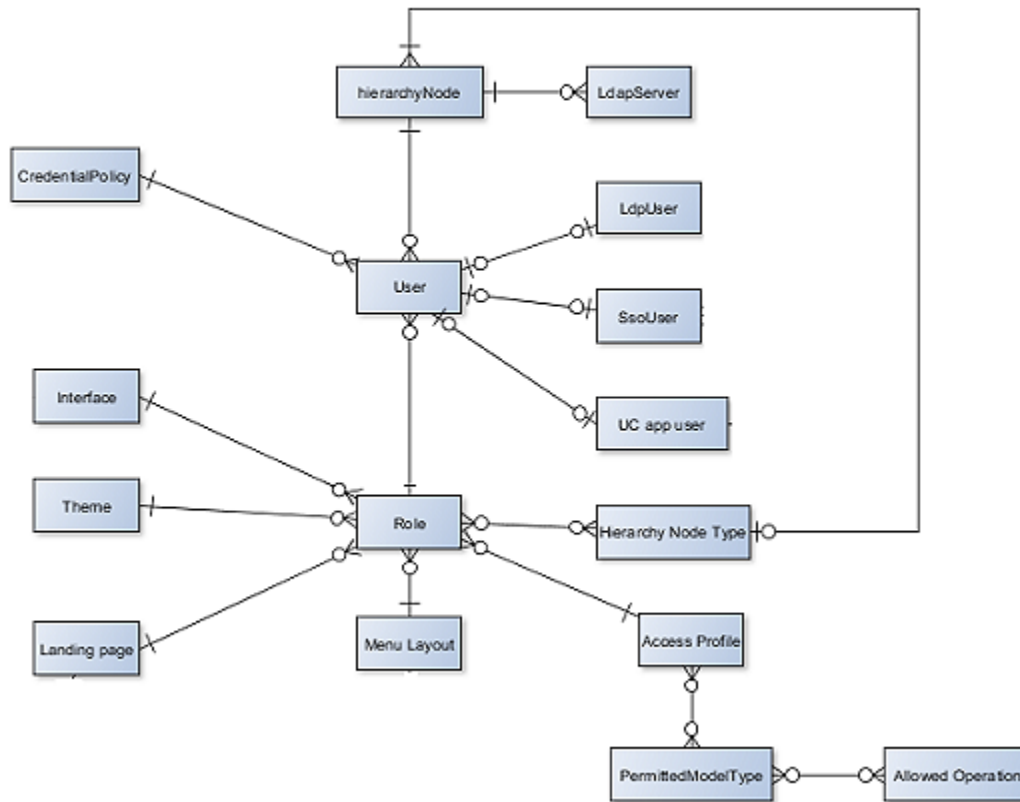 hierarchyNode
LdapServer
CredentialPolicy
LdpUser
User
SsoUser
Interface
UC app user
Theme
Role
Hierarchy Node Type
Landing page
Menu Layout
Access Profile
PermittedModelType
Allowed Operation